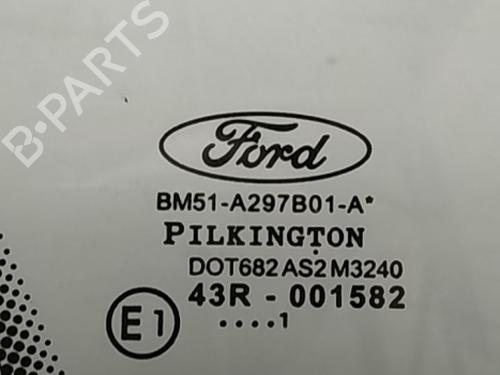 B-PARTS
Ford
BM51-A297B01-A*
PILKINGTON
DOT682 AS2 M3240
43R - 001582
E1
....1